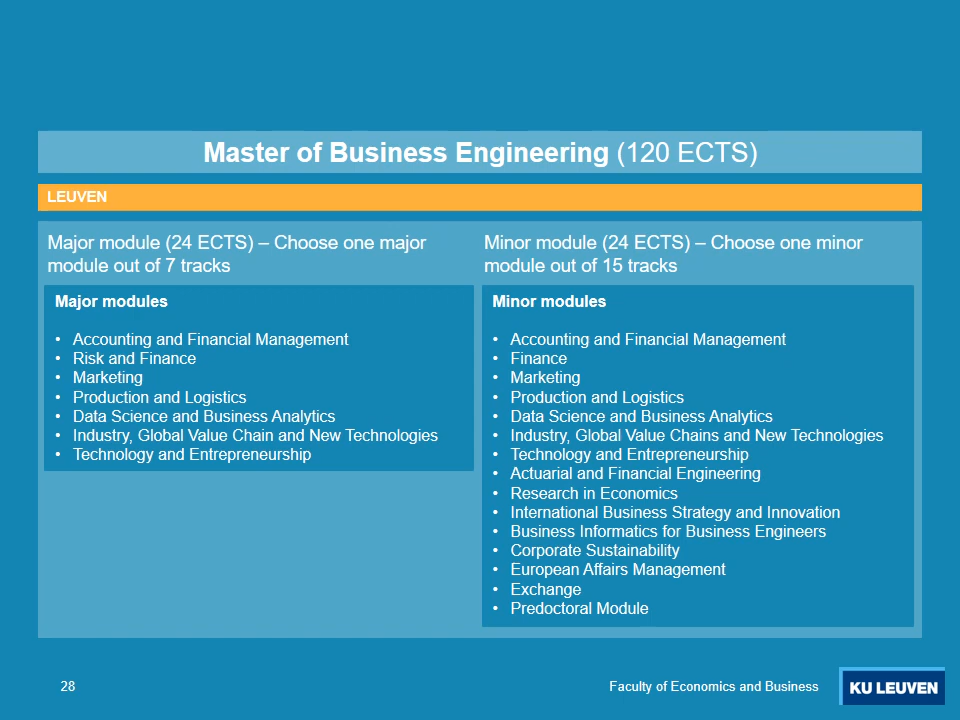 Master of Business Engineering (120 ECTS)
LEUVEN
Major module (24 ECTS) – Choose one major
module out of 7 tracks
Major modules
• Accounting and Financial Management
• Risk and Finance
• Marketing
• Production and Logistics
• Data Science and Business Analytics
• Industry, Global Value Chain and New Technologies
• Technology and Entrepreneurship
Minor module (24 ECTS) – Choose one minor
module out of 15 tracks
Minor modules
• Accounting and Financial Management
• Finance
• Marketing
• Production and Logistics
• Data Science and Business Analytics
• Industry, Global Value Chains and New Technologies
• Technology and Entrepreneurship
• Actuarial and Financial Engineering
• Research in Economics
• International Business Strategy and Innovation
• Business Informatics for Business Engineers
• Corporate Sustainability
• European Affairs Management
• Exchange
• Predoctoral Module
28
Faculty of Economics and Business
KU LEUVEN